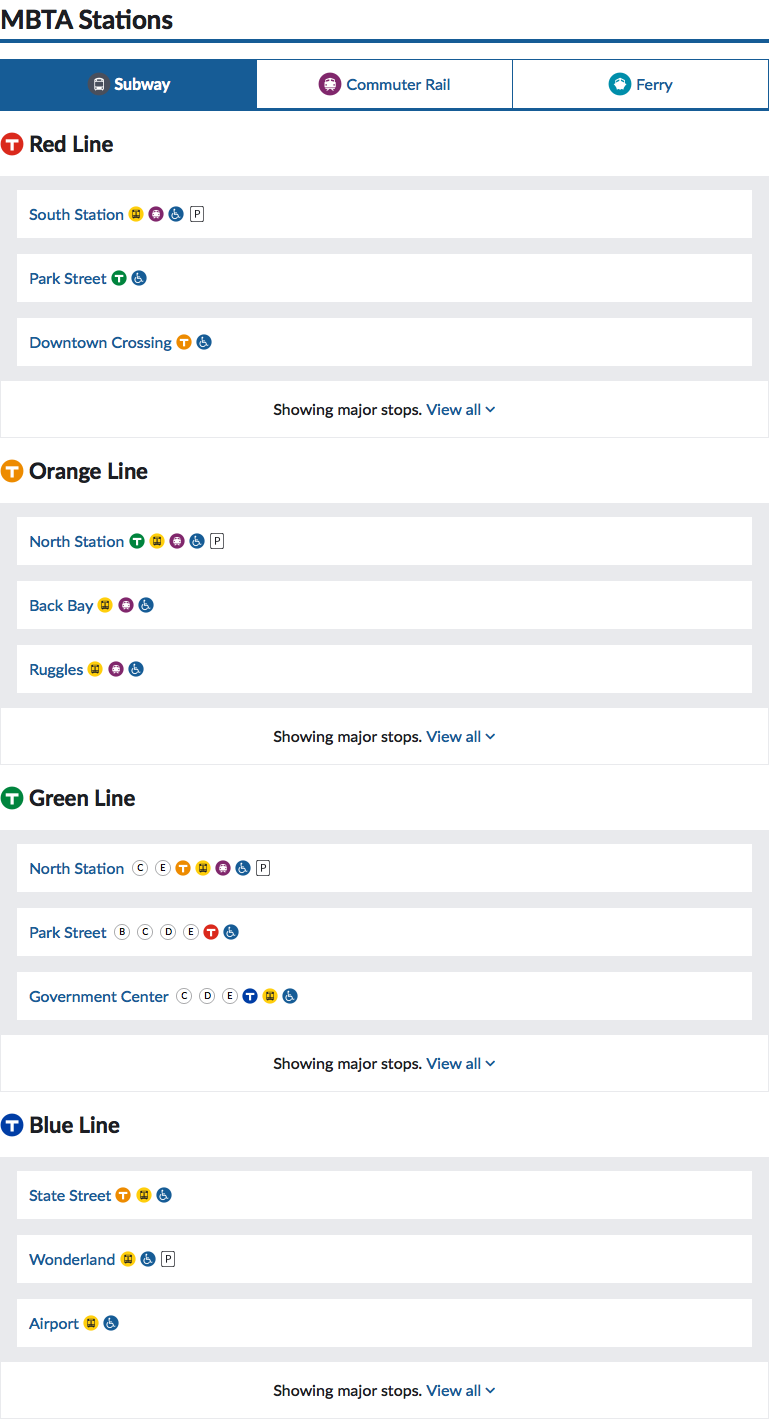 MBTA Stations
Subway Commuter Rail Ferry
T Red Line
South Station P
Park Street T
Downtown Crossing T
Showing major stops. View all
T Orange Line
North Station T P
Back Bay
Ruggles
Showing major stops. View all
T Green Line
North Station C E T P
Park Street B C D E T
Government Center C D E T
Showing major stops. View all
T Blue Line
State Street T
Wonderland P
Airport
Showing major stops. View all